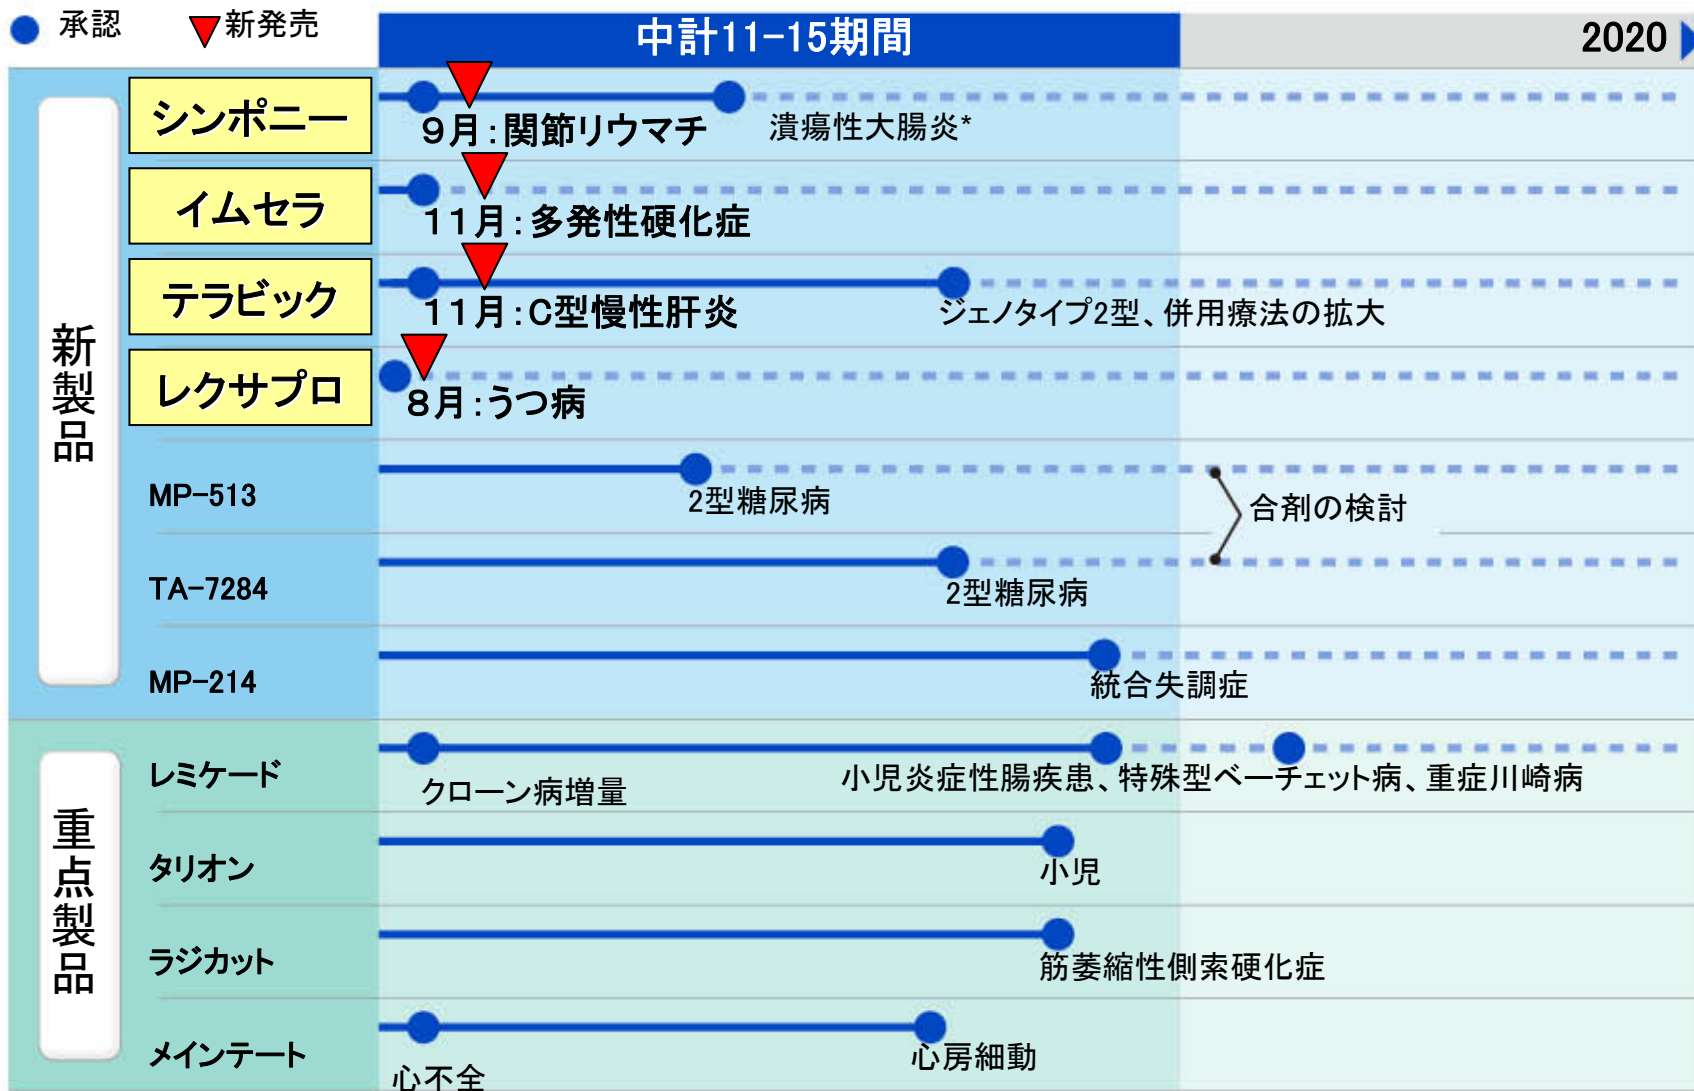 承認 新発売 中計11-15期間 2020
新製品
シンポニー
9月:関節リウマチ 潰瘍性大腸炎*
イムセラ
11月:多発性硬化症
テラビック
11月:C型慢性肝炎 ジェノタイプ2型、併用療法の拡大
レクサプロ
8月:うつ病
MP-513
2型糖尿病
合剤の検討
TA-7284
2型糖尿病
MP-214
統合失調症
重点製品
レミケード
クローン病増量 小児炎症性腸疾患、特殊型ベーチェット病、重症川崎病
タリオン
小児
ラジカット
筋萎縮性側索硬化症
メインテート
心不全 心房細動